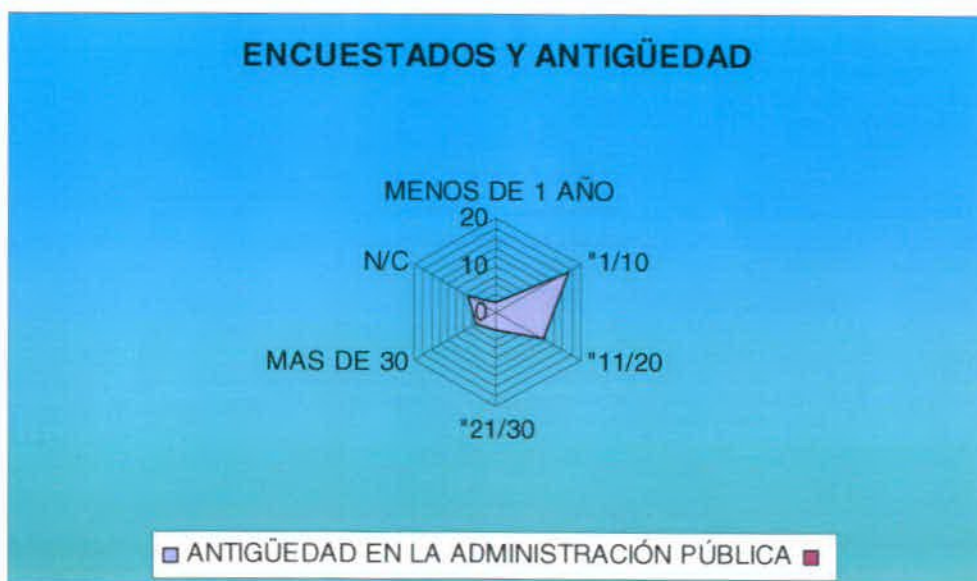 ENCUESTADOS Y ANTIGÜEDAD
MENOS DE 1 AÑO
20
N/C
10
"1/10
0
MAS DE 30
"11/20
"21/30
ANTIGÜEDAD EN LA ADMINISTRACIÓN PÚBLICA